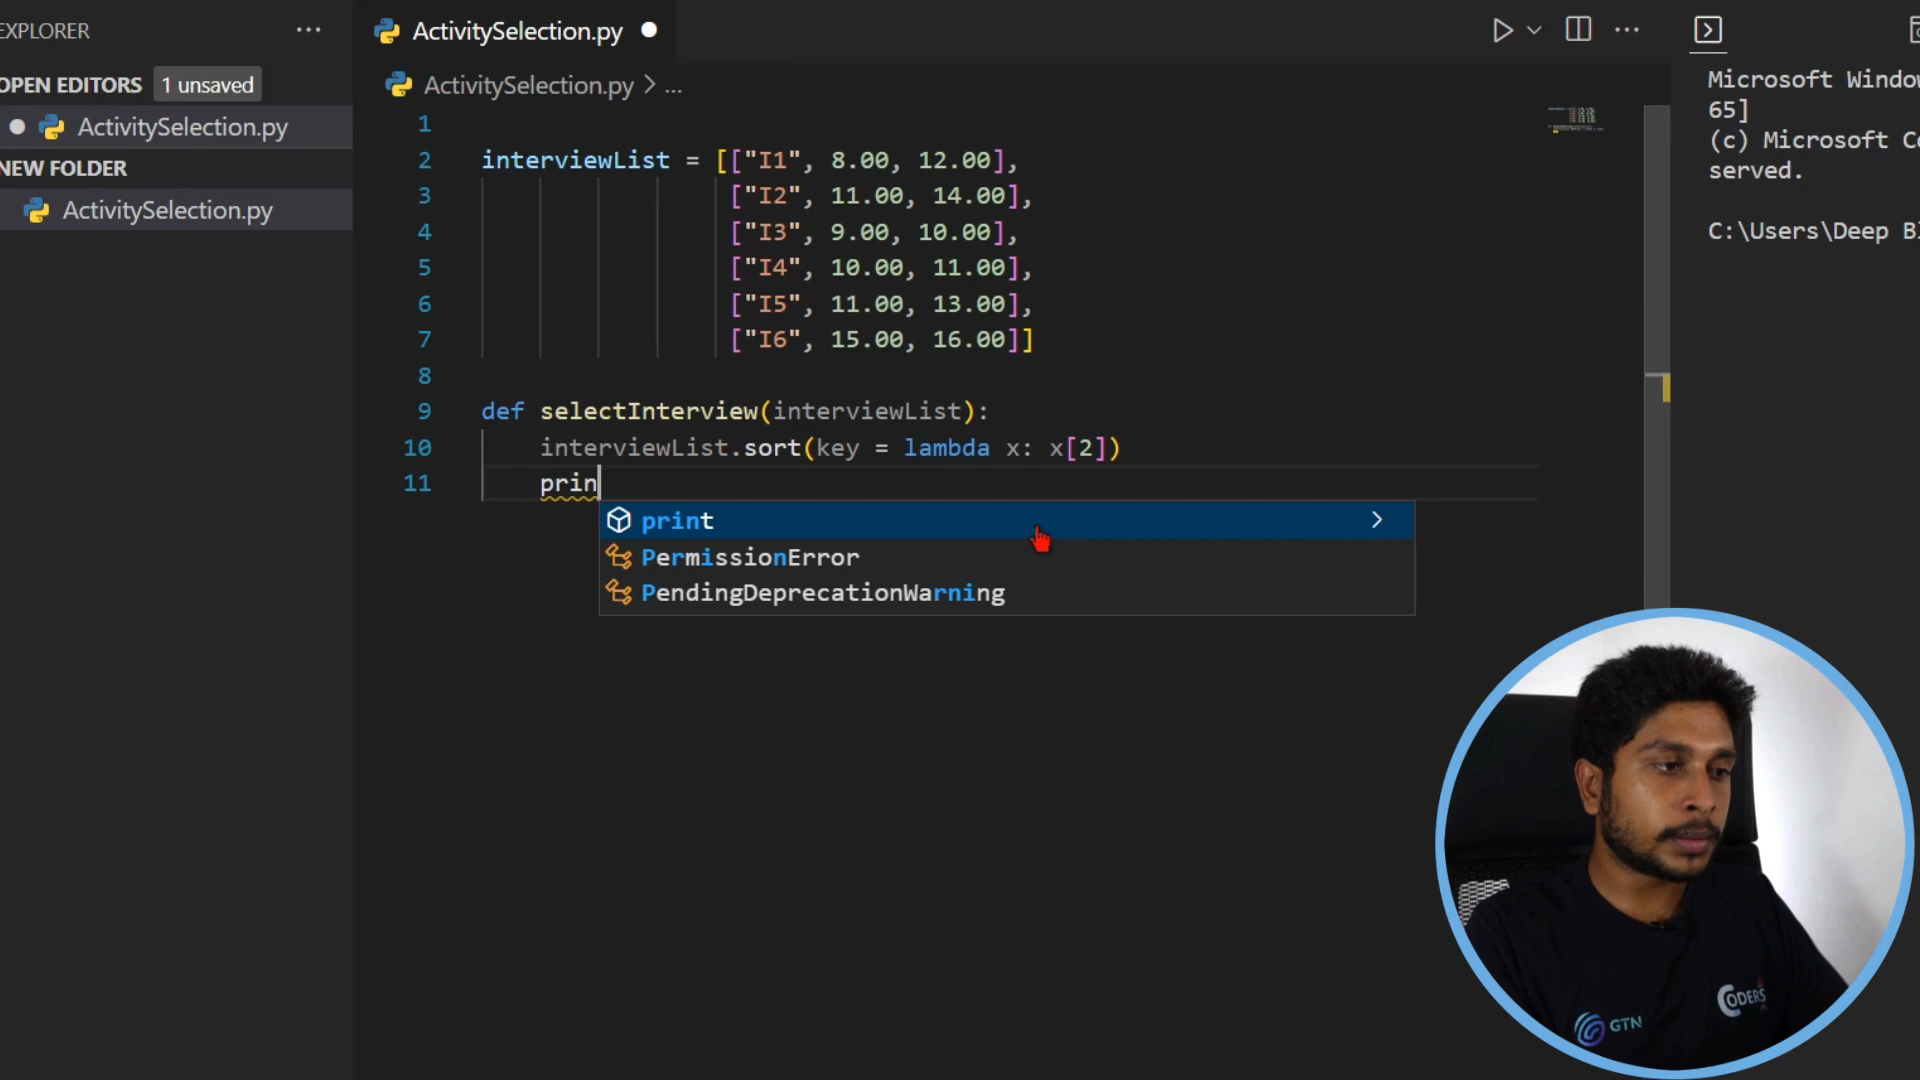 EXPLORER
OPEN EDITORS 1 unsaved
ActivitySelection.py
NEW FOLDER
ActivitySelection.py
ActivitySelection.py
ActivitySelection.py > ...
1
2 interviewList = [["I1", 8.00, 12.00],
3 ["I2", 11.00, 14.00],
4 ["I3", 9.00, 10.00],
5 ["I4", 10.00, 11.00],
6 ["I5", 11.00, 13.00],
7 ["I6", 15.00, 16.00]]
8
9 def selectInterview(interviewList):
10 interviewList.sort(key = lambda x: x[2])
11 prin
print
PermissionError
PendingDeprecationWarning
Microsoft Window
65]
(c) Microsoft Co
served.
C:\Users\Deep B
GTN
CODERS